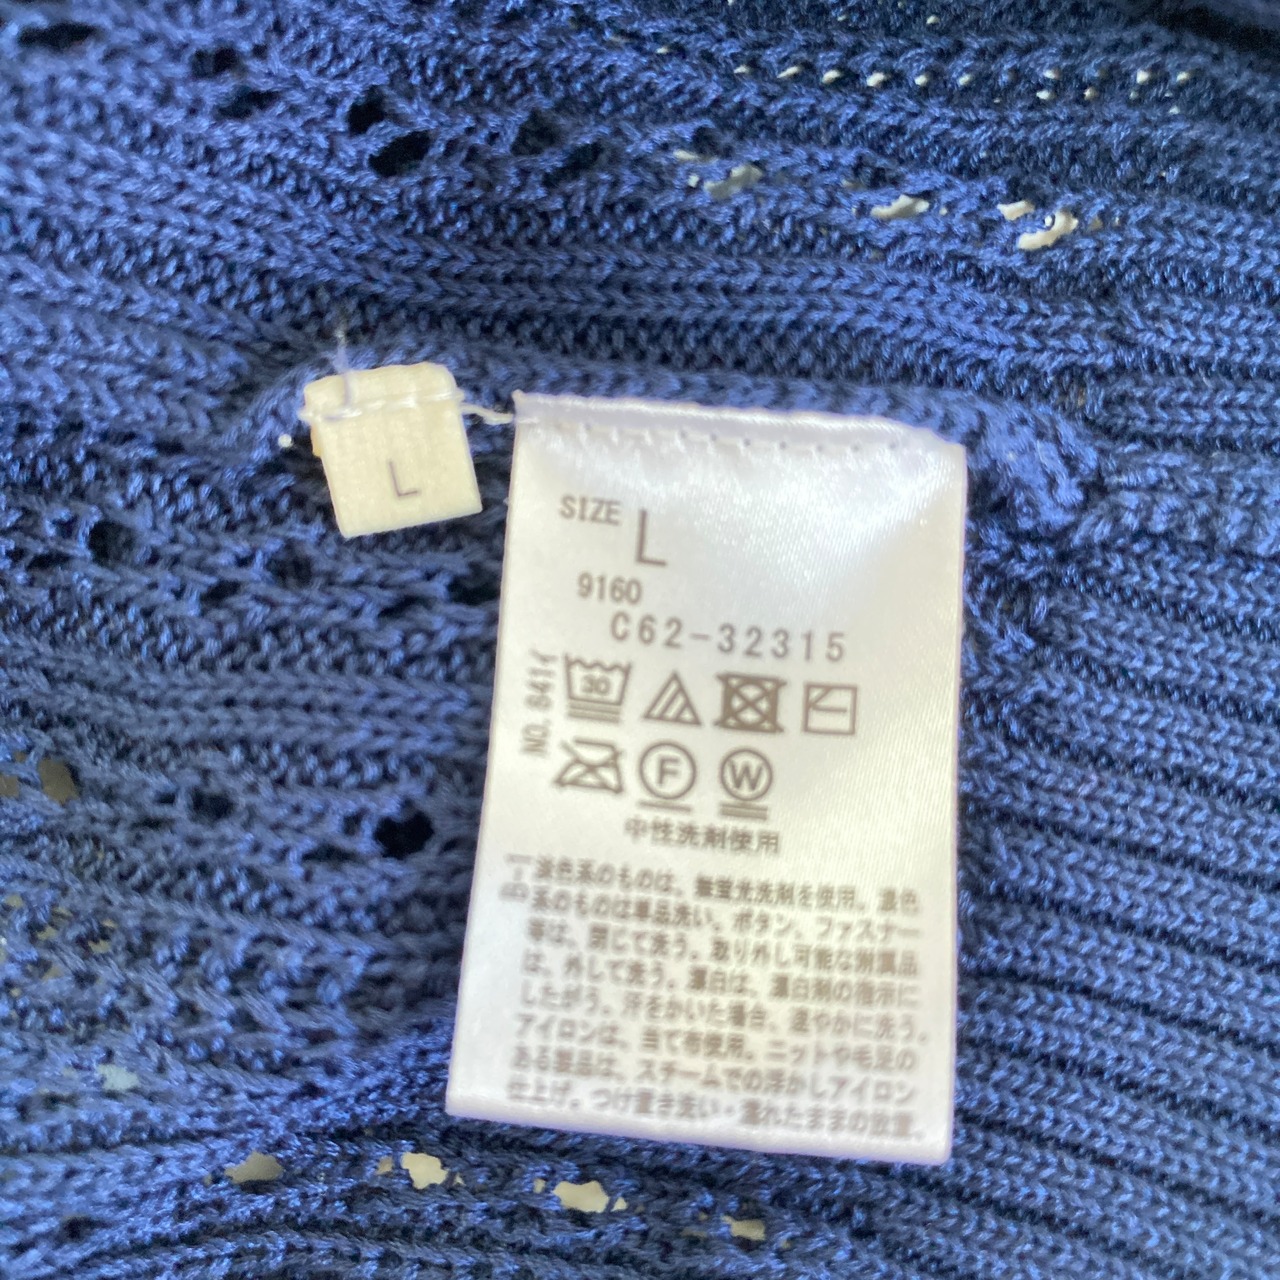 L
SIZE L
9160
C62-32315
NO. 841イ
30
F W
中性洗剤使用
淡色系のものは、無蛍光洗剤を使用。濃色
系のものは単品洗い。ボタン、ファスナー
等は、閉じて洗う。取り外し可能な附属品
は、外して洗う。漂白は、漂白剤の指示に
したがう。汗をかいた場合、速やかに洗う。
アイロンは、当て布使用。ニットや毛足の
ある製品は、スチームでの浮かしアイロン
仕上げ。つけ置き洗い・濡れたままの放置、